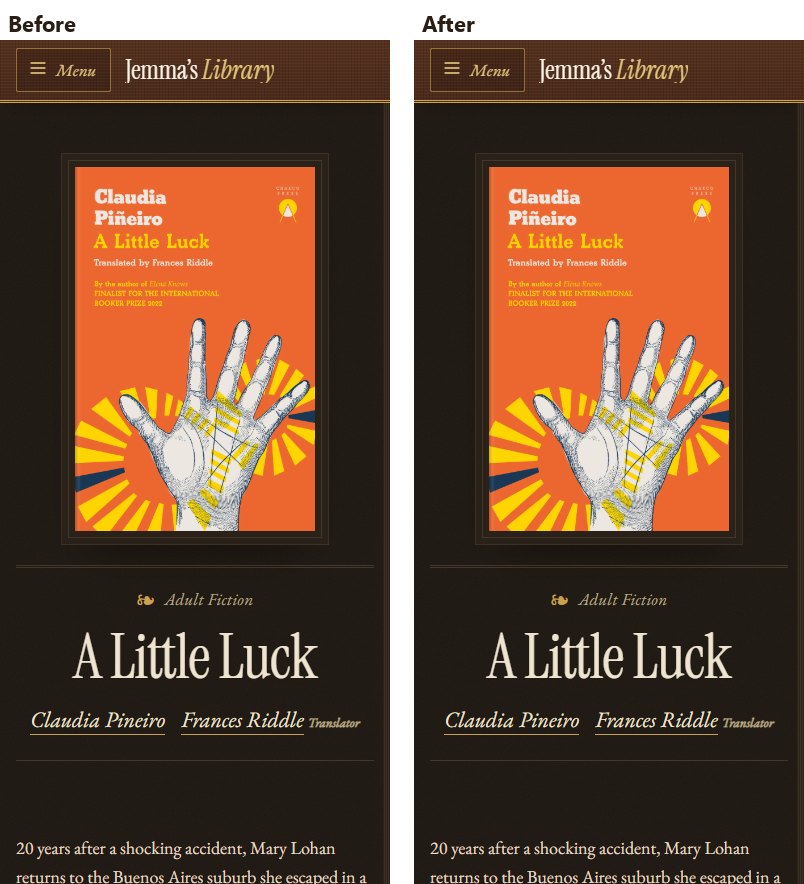 Before
Menu
Jemma's Library
Claudia
Piñeiro
A Little Luck
Translated by Frances Riddle
By the author of Elena Knows
FINALIST FOR THE INTERNATIONAL
BOOKER PRIZE 2022
CHARCO
PRESS
Adult Fiction
A Little Luck
Claudia Pineiro Frances Riddle Translator
20 years after a shocking accident, Mary Lohan
returns to the Buenos Aires suburb she escaped in a
After
Menu
Jemma's Library
Claudia
Piñeiro
A Little Luck
Translated by Frances Riddle
By the author of Elena Knows
FINALIST FOR THE INTERNATIONAL
BOOKER PRIZE 2022
CHARCO
PRESS
Adult Fiction
A Little Luck
Claudia Pineiro Frances Riddle Translator
20 years after a shocking accident, Mary Lohan
returns to the Buenos Aires suburb she escaped in a